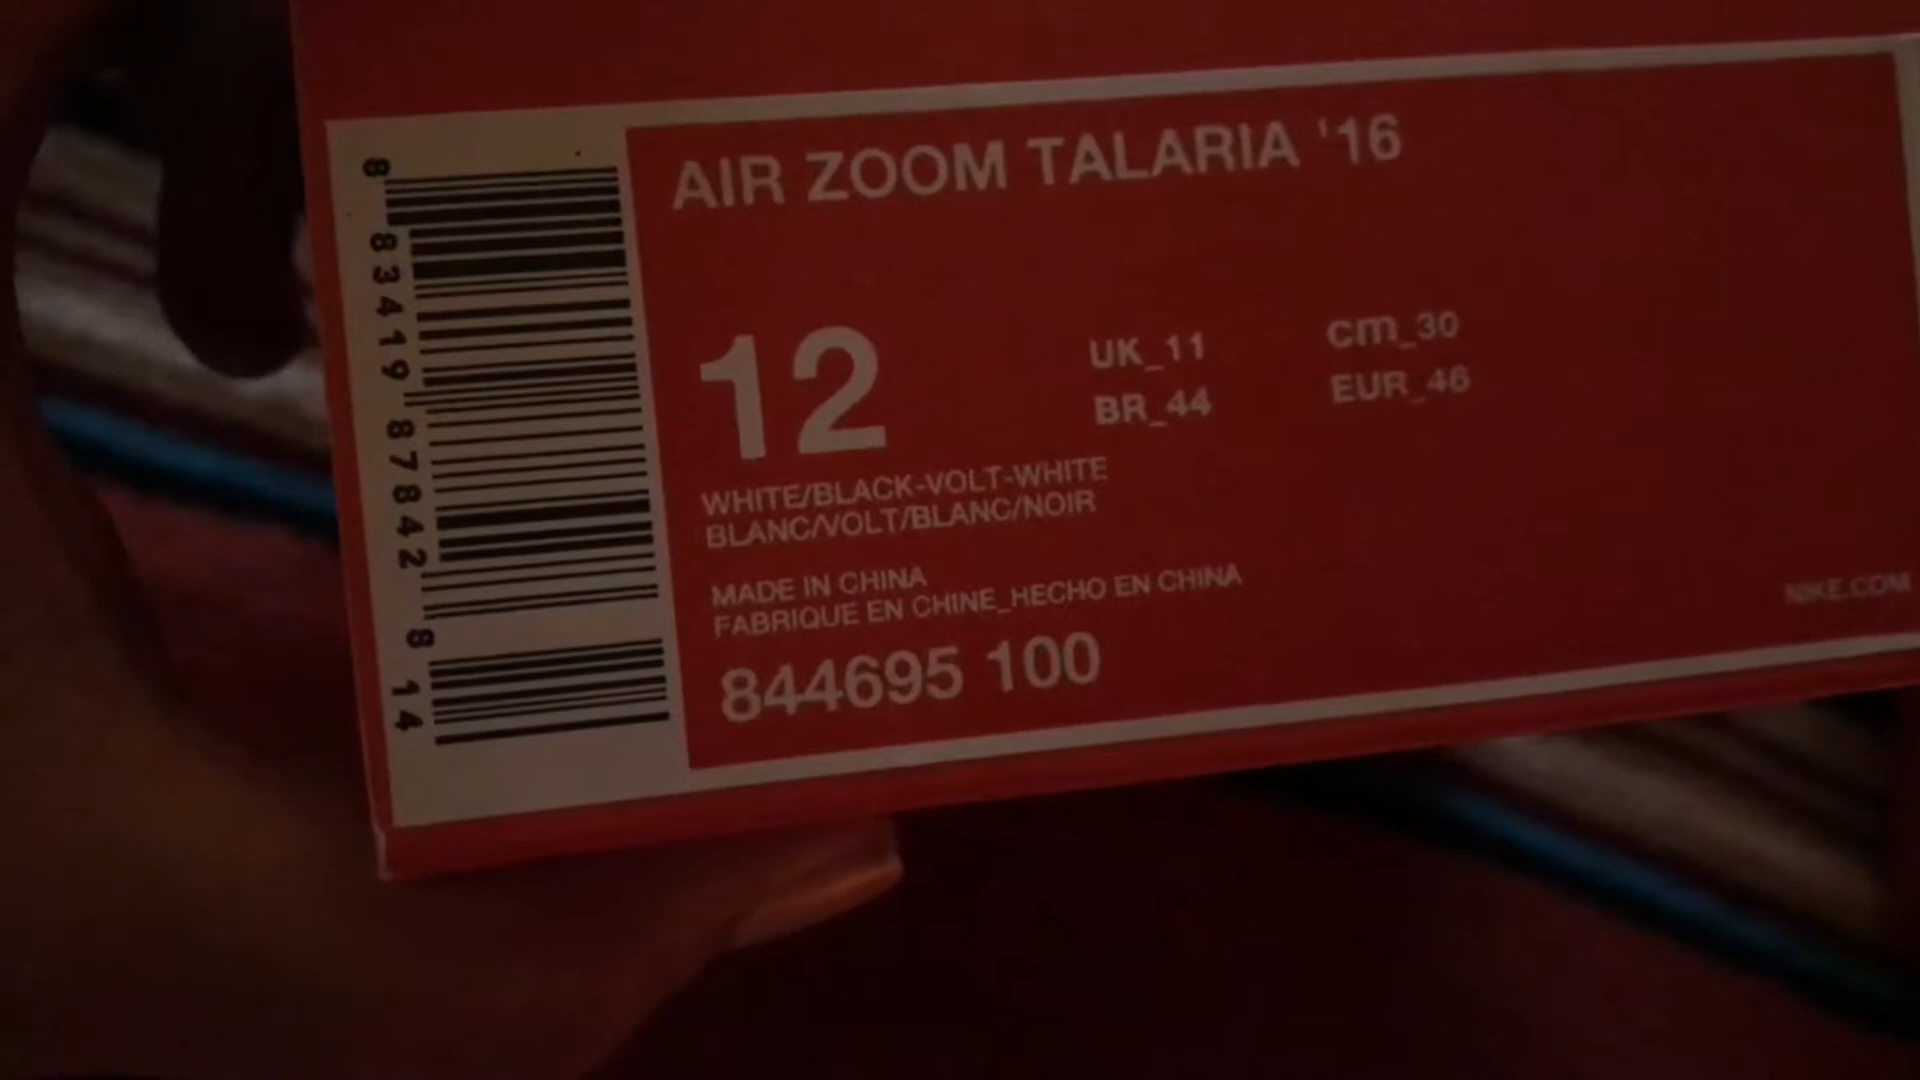 AIR ZOOM TALARIA '16
12
UK_11
cm_30
BR_44
EUR_46
WHITE/BLACK-VOLT-WHITE
BLANC/VOLT/BLANC/NOIR
MADE IN CHINA
FABRIQUE EN CHINE_HECHO EN CHINA
844695 100
NIKE.COM
8 83419 87842 8 14